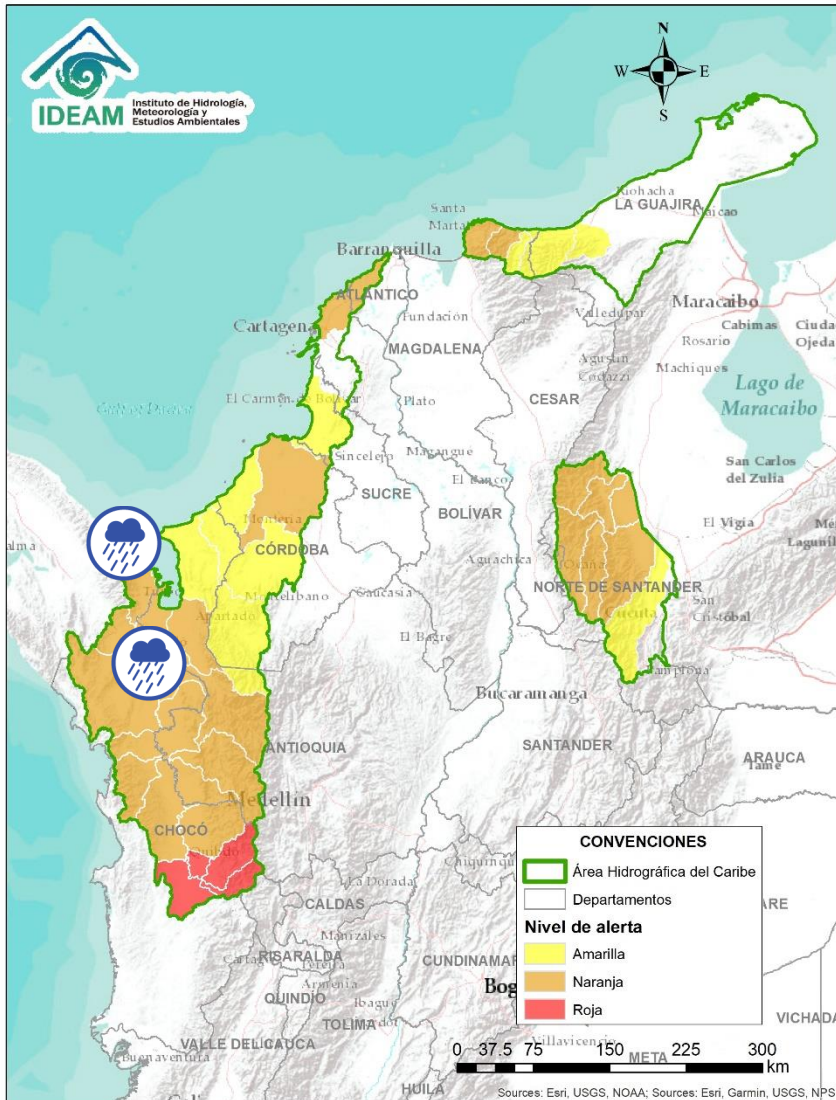 IDEAM
Instituto de Hidrología,
Meteorología y
Estudios Ambientales
N
W
E
S
Riohacha
LA GUAJIRA
Maicao
Santa
Barranquilla
ATLÁNTICO
Maracaibo
Cartagena
Fundación
Valledupar
Cabimas
Rosario
Ojeda
MAGDALENA
Agustín
Codazzi
Machiques
CESAR
Lago de
Maracaibo
El Carmen de Bolívar
Plato
Sincelejo
Magangué
San Carlos
del Zulia
SUCRE
El Banco
BOLÍVAR
Montería
El Vigía
CÓRDOBA
Aguachica
Ocaña
NORTE DE SANTANDER
Montelíbano
Caucasia
San
Cristóbal
Apartadó
Cúcuta
El Bagre
Bucaramanga
SANTANDER
ANTIOQUIA
ARAUCA
Tame
Medellín
CHOCÓ
Quibdó
La Dorada
CALDAS
Manizales
RISARALDA
Pereira
Armenia
QUINDÍO
Ibagué
TOLIMA
VALLE DEL CAUCA
Buenaventura
HUILA
Villavicencio
META
VICHADA
CONVENCIONES
Área Hidrográfica del Caribe
Departamentos
Nivel de alerta
Amarilla
Naranja
Roja
0 37.5 75 150 225 300
km
Sources: Esri, USGS, NOAA; Sources: Esri, Garmin, USGS, NPS